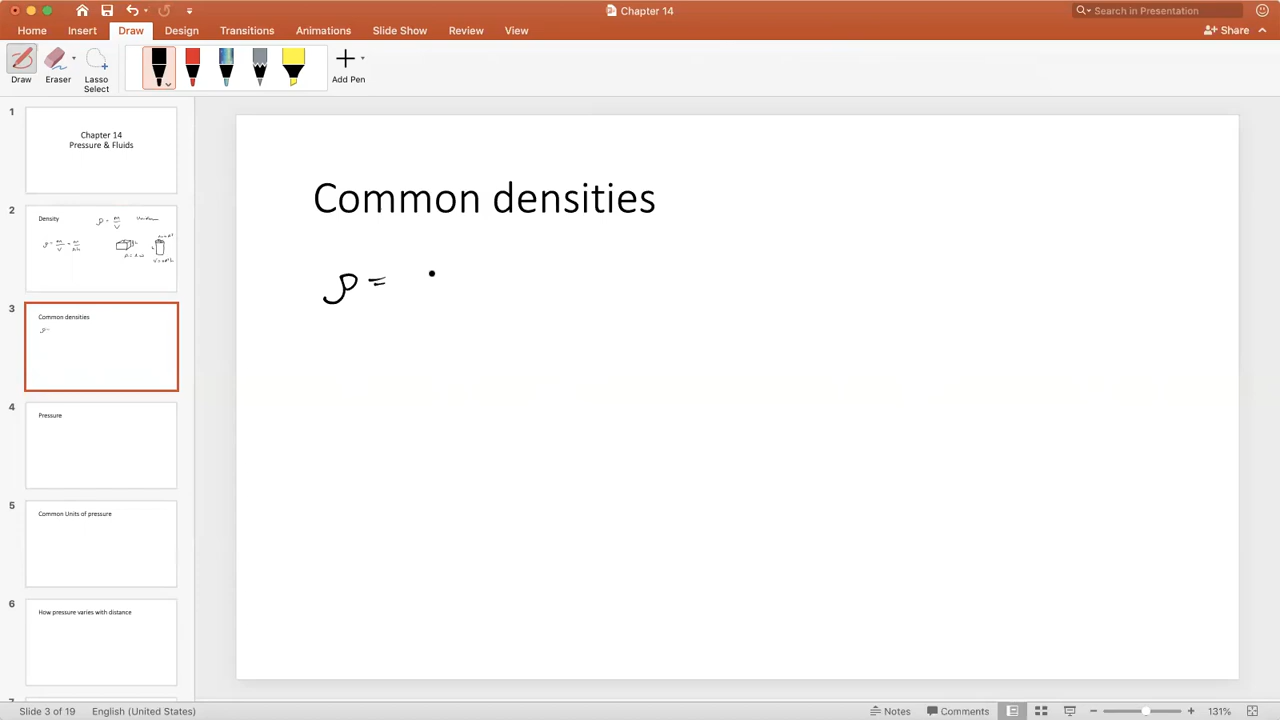 Chapter 14
Search in Presentation
Home Insert Draw Design Transitions Animations Slide Show Review View
Share
Draw Eraser Lasso Select Add Pen
1
Chapter 14
Pressure & Fluids
2
Density
ρ = m/V
ρ = m/V =
3
Common densities
ρ =
4
Pressure
5
Common Units of pressure
6
How pressure varies with distance
Common densities
ρ =
Slide 3 of 19 English (United States) Notes Comments 131%